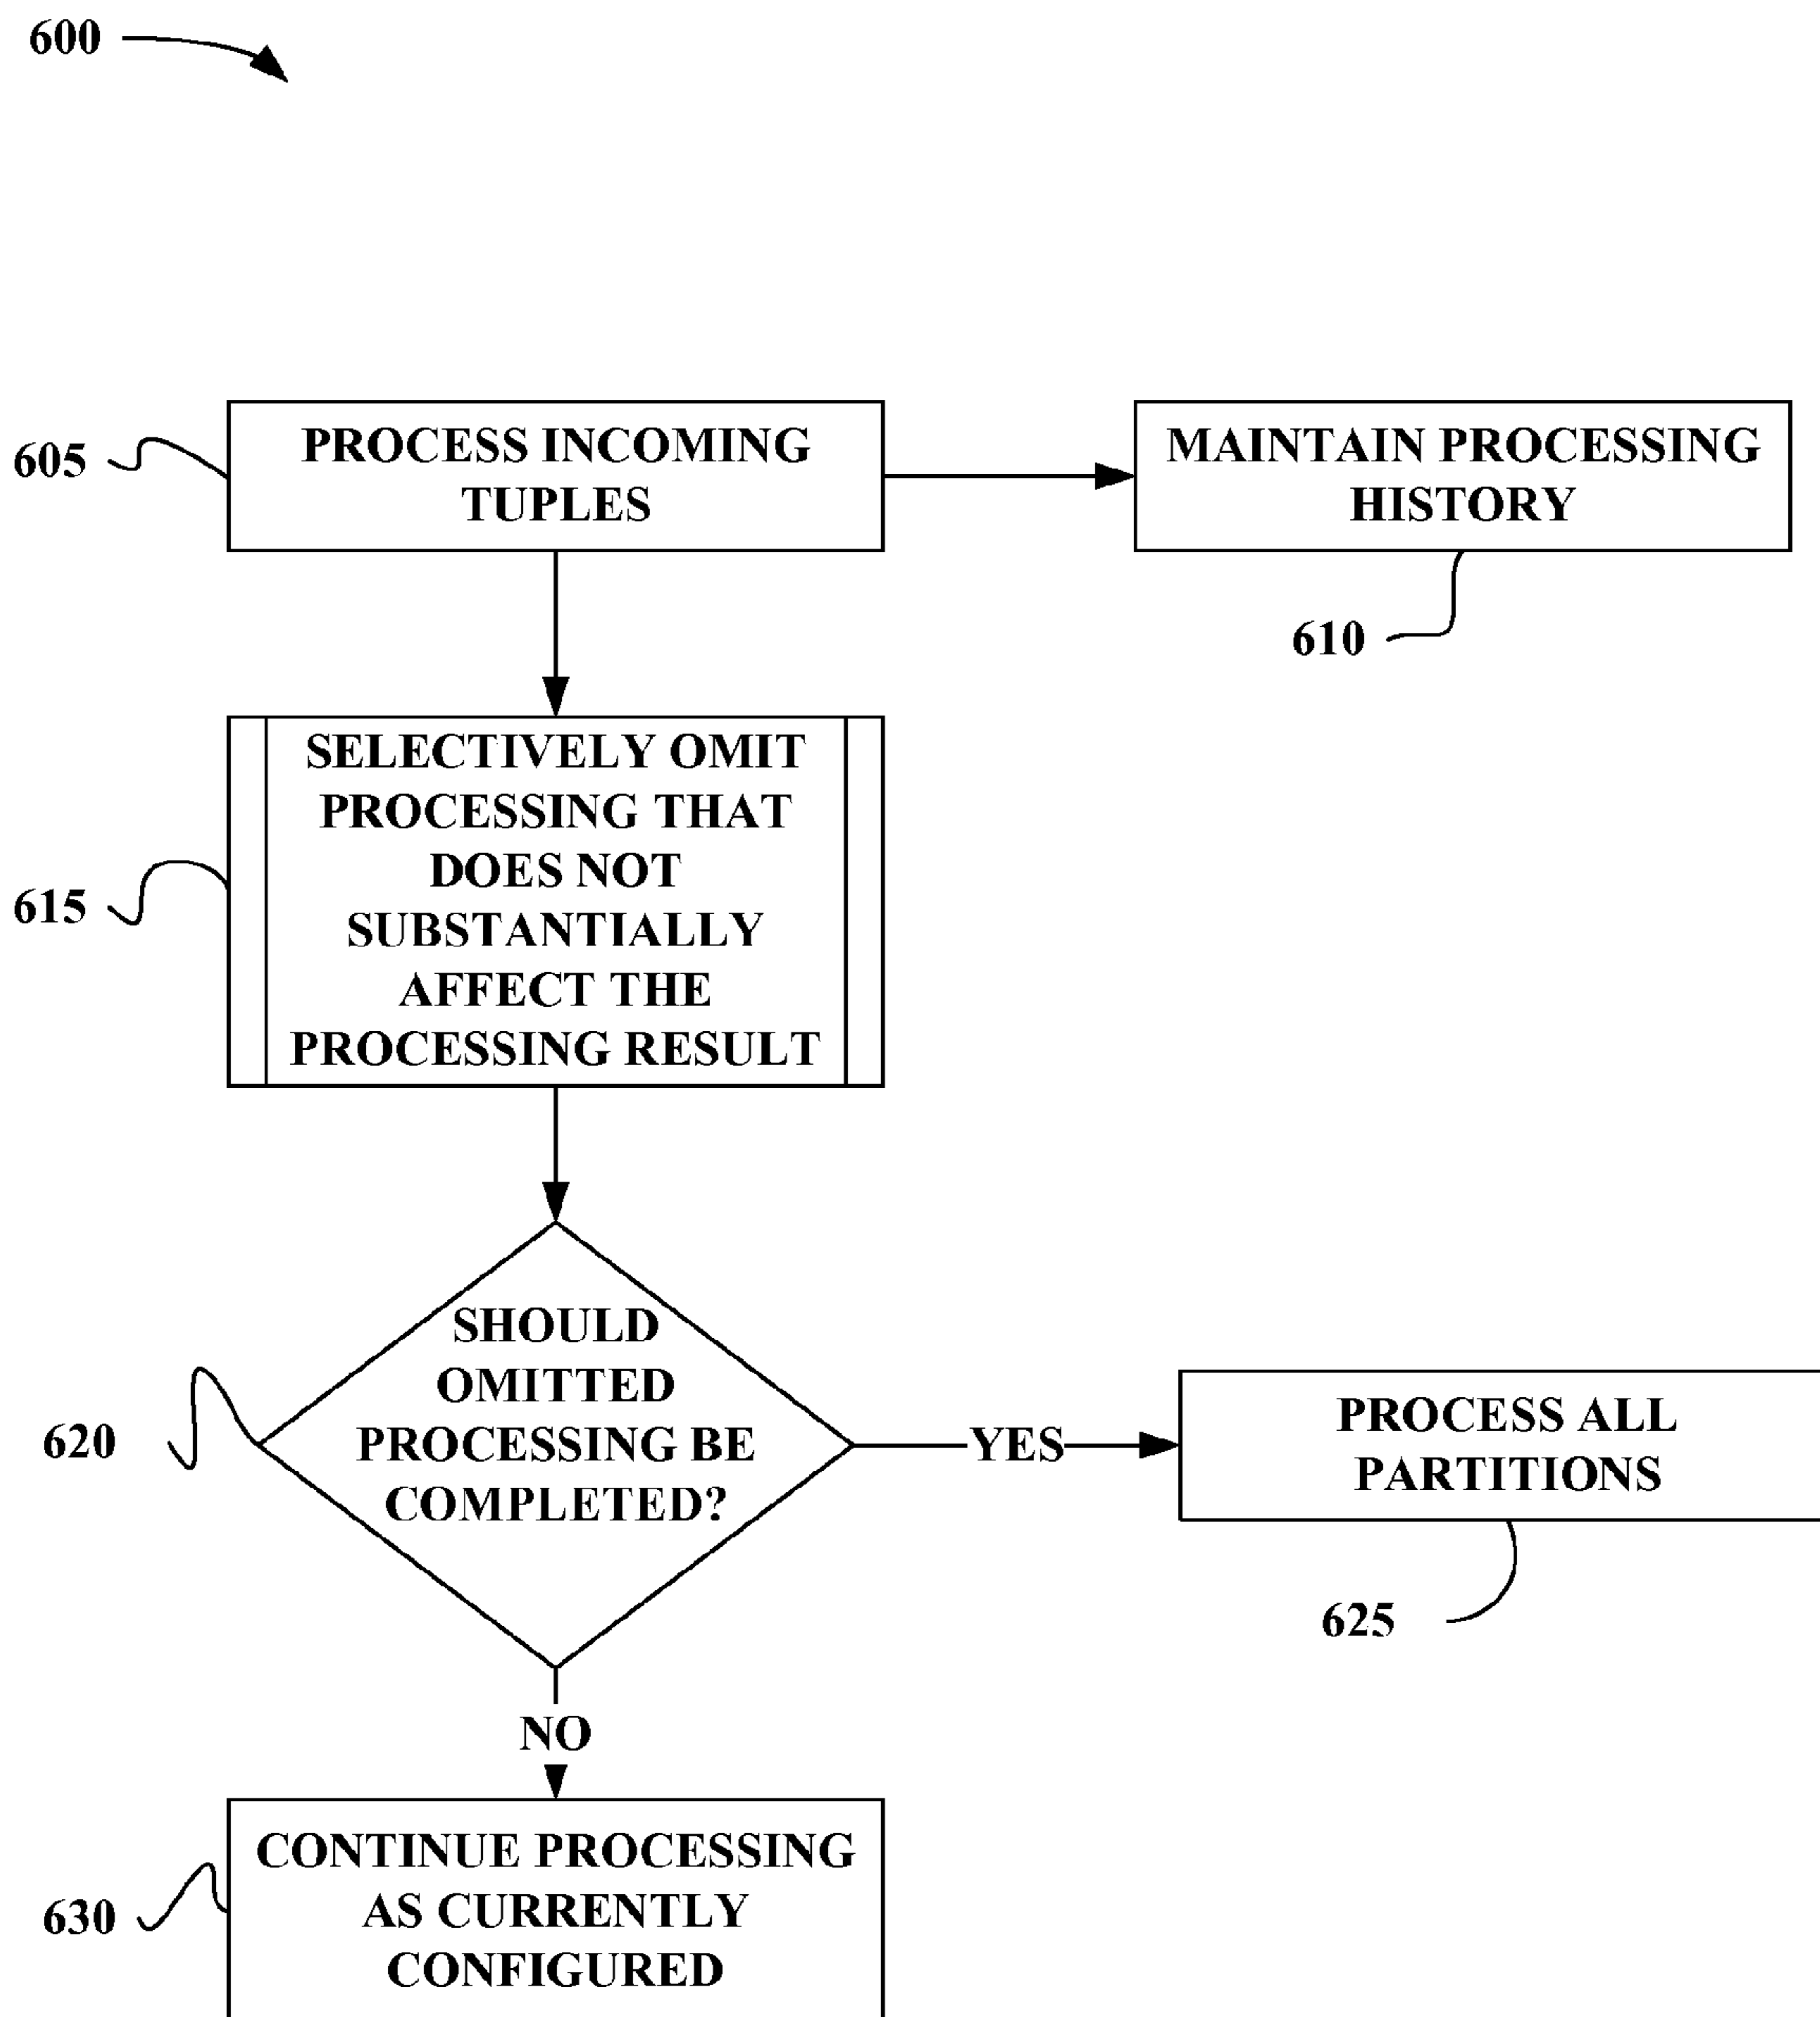 600
605
PROCESS INCOMING
TUPLES
MAINTAIN PROCESSING
HISTORY
610
615
SELECTIVELY OMIT
PROCESSING THAT
DOES NOT
SUBSTANTIALLY
AFFECT THE
PROCESSING RESULT
620
SHOULD
OMITTED
PROCESSING BE
COMPLETED?
YES
PROCESS ALL
PARTITIONS
625
NO
630
CONTINUE PROCESSING
AS CURRENTLY
CONFIGURED